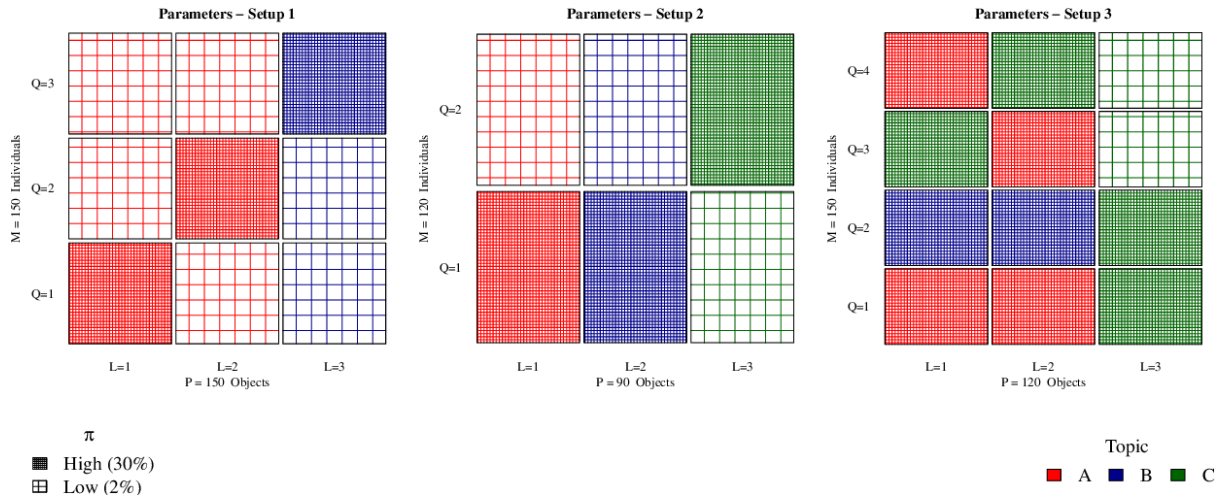 Parameters – Setup 1
Q=3
Q=2
Q=1
M = 150 Individuals
L=1 L=2 L=3
P = 150 Objects
Parameters – Setup 2
Q=2
Q=1
M = 120 Individuals
L=1 L=2 L=3
P = 90 Objects
Parameters – Setup 3
Q=4
Q=3
Q=2
Q=1
M = 150 Individuals
L=1 L=2 L=3
P = 120 Objects
π
High (30%)
Low (2%)
Topic
A B C